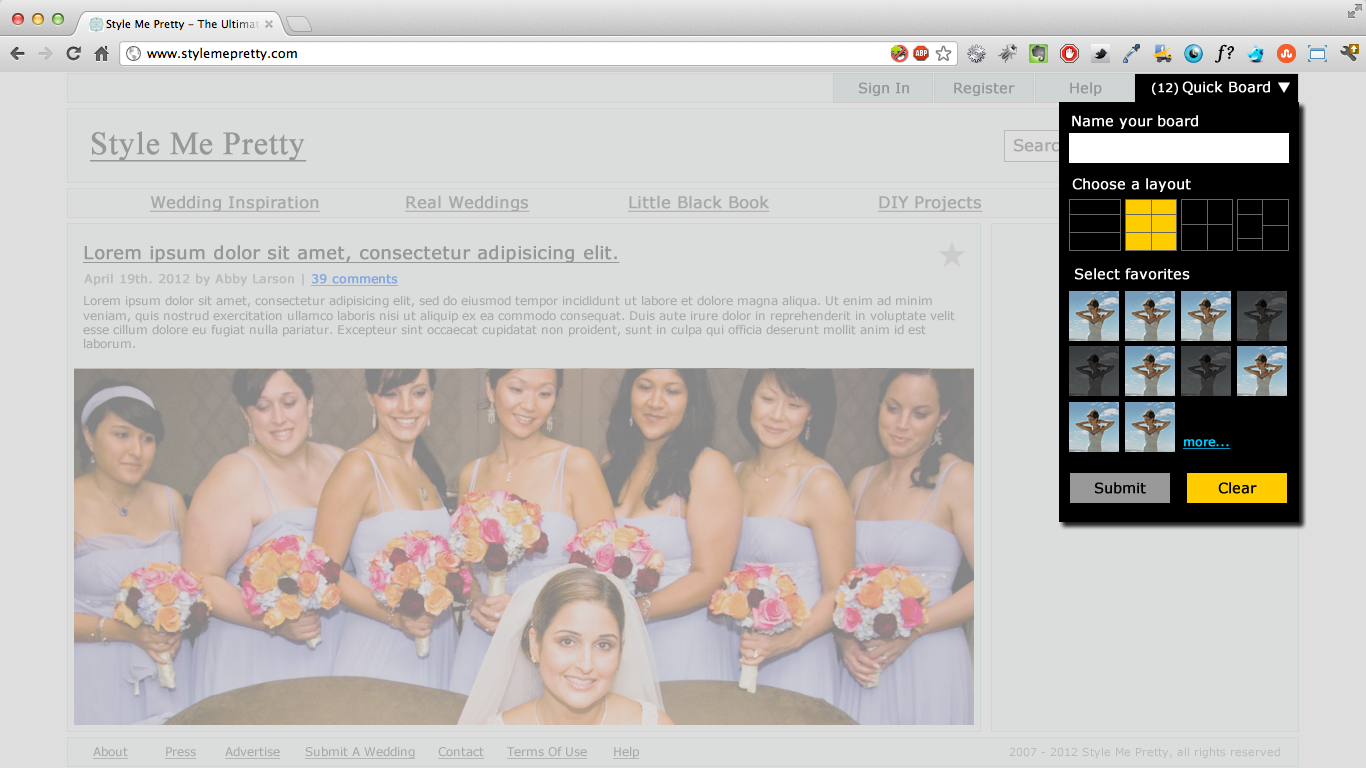 Style Me Pretty – The Ultimat
www.stylemepretty.com
ABP
f?
Sign In
Register
Help
(12) Quick Board ▼
Name your board
Style Me Pretty
Searc
Choose a layout
Wedding Inspiration
Real Weddings
Little Black Book
DIY Projects
Lorem ipsum dolor sit amet, consectetur adipisicing elit.
April 19th. 2012 by Abby Larson | 39 comments
Lorem ipsum dolor sit amet, consectetur adipisicing elit, sed do eiusmod tempor incididunt ut labore et dolore magna aliqua. Ut enim ad minim
veniam, quis nostrud exercitation ullamco laboris nisi ut aliquip ex ea commodo consequat. Duis aute irure dolor in reprehenderit in voluptate velit
esse cillum dolore eu fugiat nulla pariatur. Excepteur sint occaecat cupidatat non proident, sunt in culpa qui officia deserunt mollit anim id est
laborum.
Select favorites
more...
Submit
Clear
About
Press
Advertise
Submit A Wedding
Contact
Terms Of Use
Help
2007 - 2012 Style Me Pretty, all rights reserved